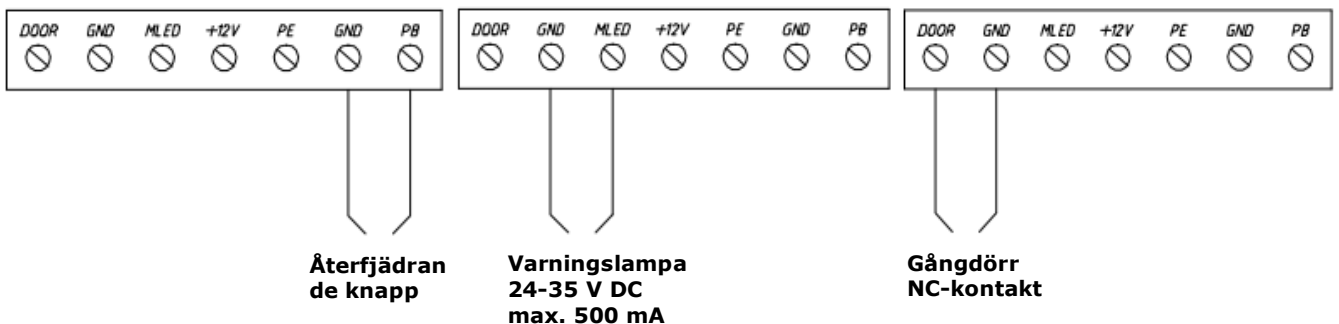 DOOR GND MLED +12V PE GND PB
DOOR GND MLED +12V PE GND PB
DOOR GND MLED +12V PE GND PB
Återfjädran
de knapp
Varningslampa
24-35 V DC
max. 500 mA
Gångdörr
NC-kontakt